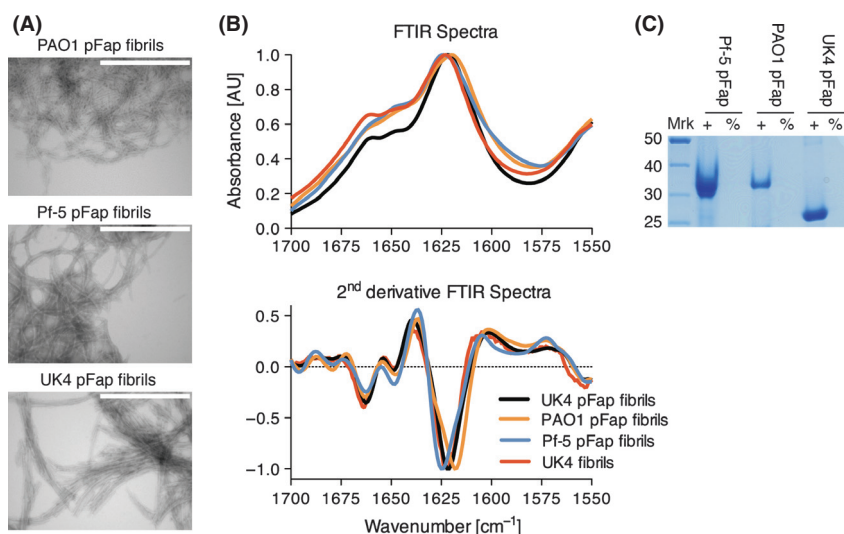 (A)
PAO1 pFap fibrils
Pf-5 pFap fibrils
UK4 pFap fibrils
(B)
FTIR Spectra
Absorbance [AU]
1.0
0.8
0.6
0.4
0.2
0.0
1700 1675 1650 1625 1600 1575 1550
2nd derivative FTIR Spectra
0.5
0.0
−0.5
−1.0
UK4 pFap fibrils
PAO1 pFap fibrils
Pf-5 pFap fibrils
UK4 fibrils
1700 1675 1650 1625 1600 1575 1550
Wavenumber [cm−1]
(C)
Pf-5 pFap
PAO1 pFap
UK4 pFap
Mrk + % + % + %
50
40
30
25